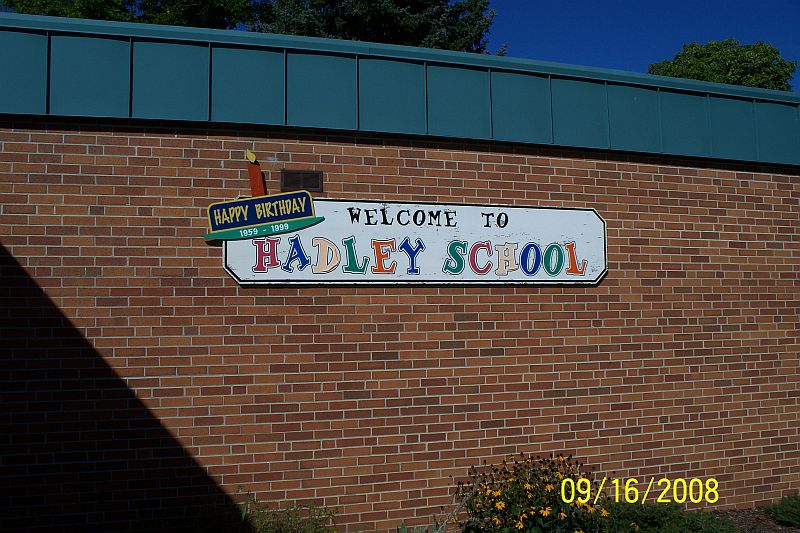 HAPPY BIRTHDAY
1959 - 1999
WELCOME TO
HADLEY SCHOOL
09/16/2008